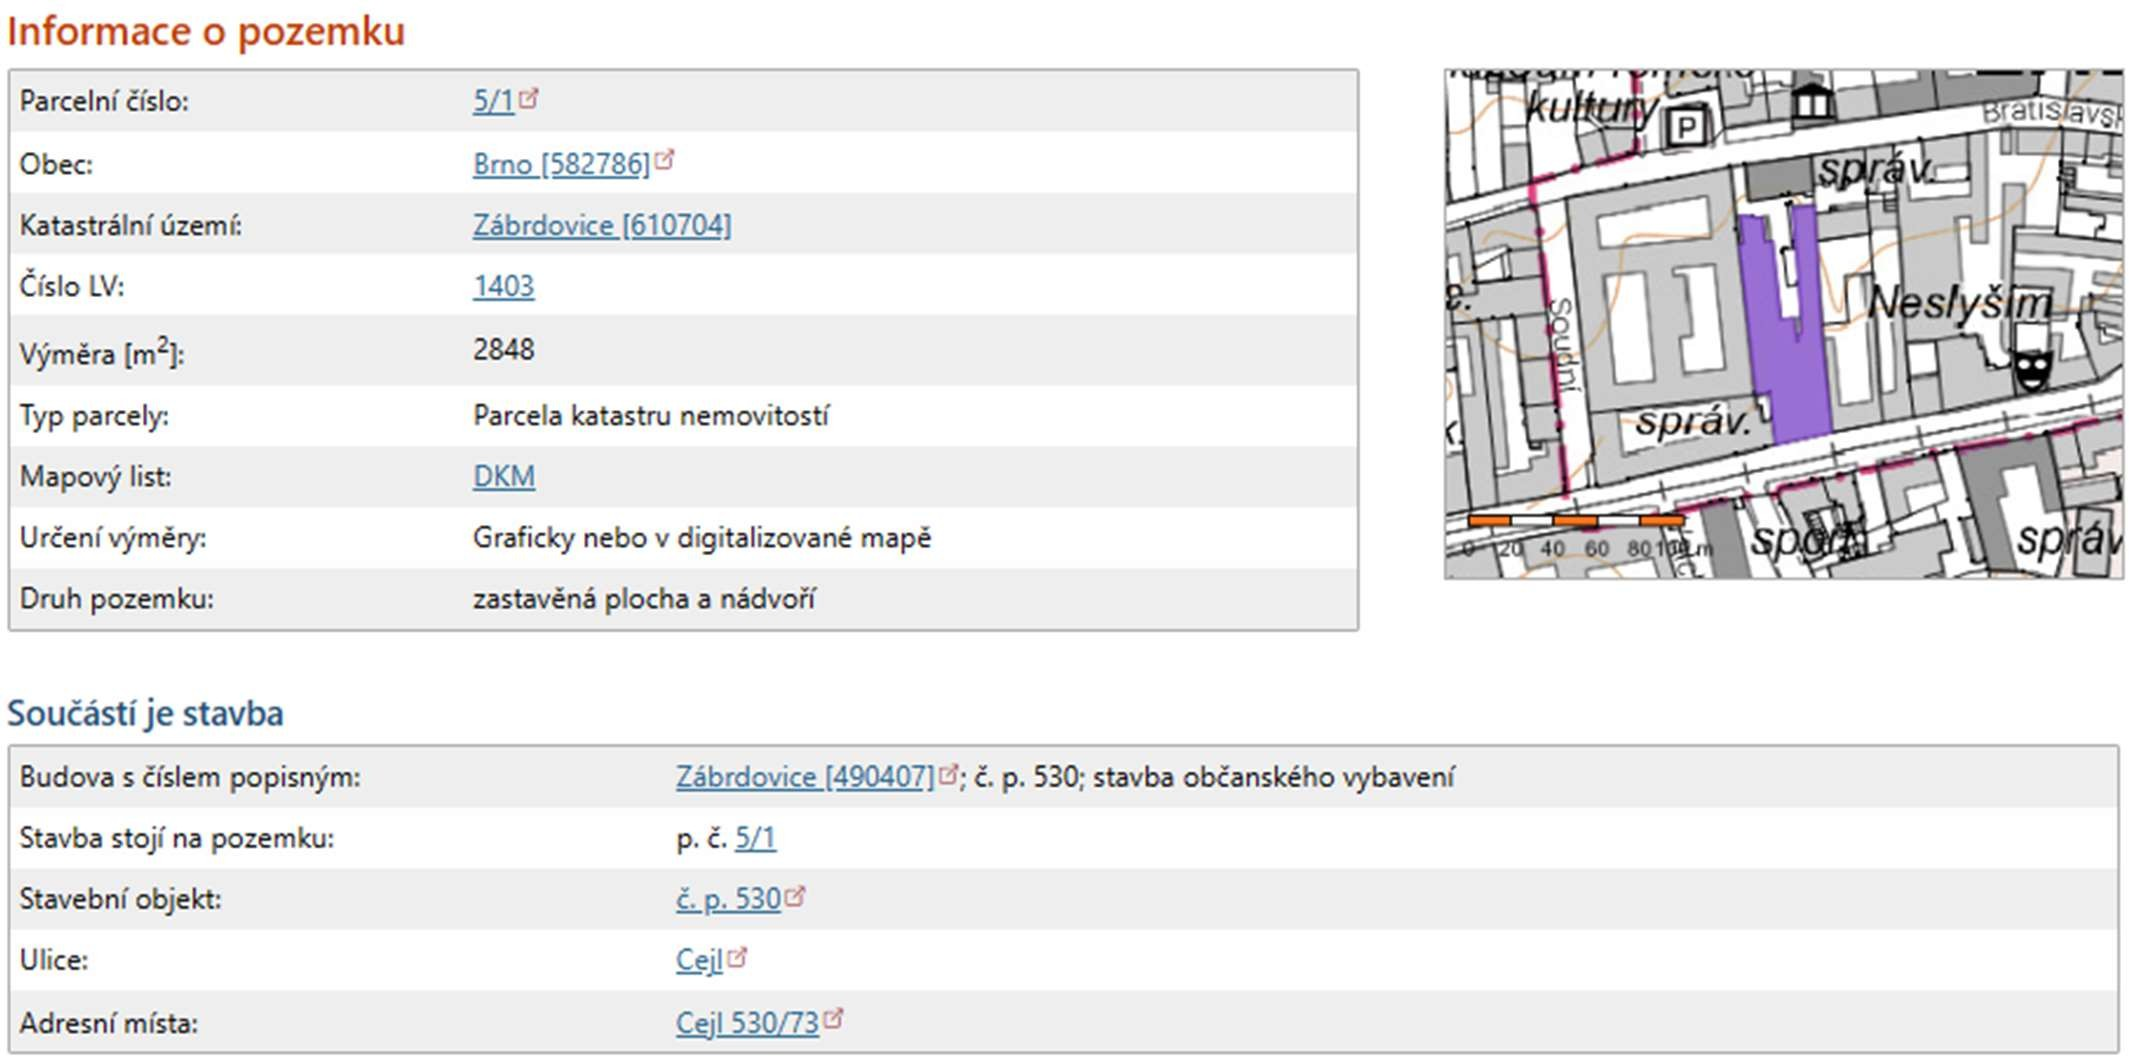 Informace o pozemku
Parcelní číslo: 5/1
Obec: Brno [582786]
Katastrální území: Zábrdovice [610704]
Číslo LV: 1403
Výměra [m2]: 2848
Typ parcely: Parcela katastru nemovitostí
Mapový list: DKM
Určení výměry: Graficky nebo v digitalizované mapě
Druh pozemku: zastavěná plocha a nádvoří
kultury
P
Bratislavsk
správ.
Soudní
Neslyším
správ.
0 20 40 60 80 100 m
správ
Součástí je stavba
Budova s číslem popisným: Zábrdovice [490407]; č. p. 530; stavba občanského vybavení
Stavba stojí na pozemku: p. č. 5/1
Stavební objekt: č. p. 530
Ulice: Cejl
Adresní místa: Cejl 530/73